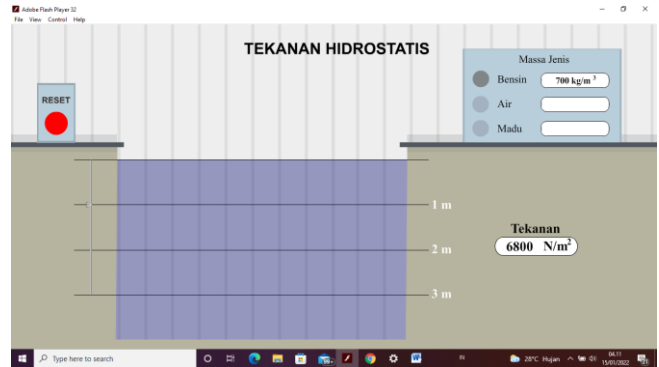 Adobe Flash Player 32
File View Control Help
TEKANAN HIDROSTATIS
Massa Jenis
Bensin 700 kg/m³
Air
Madu
RESET
1 m
2 m
3 m
Tekanan
6800 N/m²
Type here to search
28°C Hujan
04.11
15/01/2022